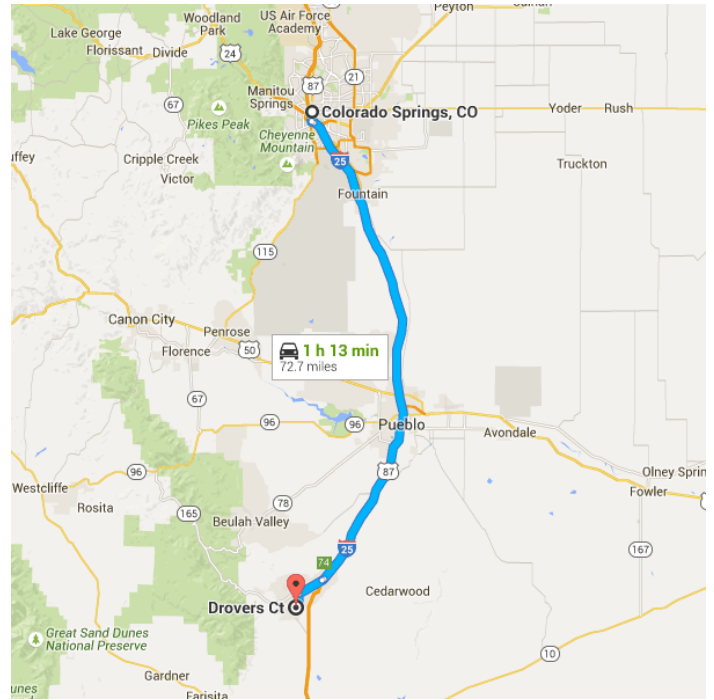 Woodland
Park
US Air Force
Academy
Peyton
Lake George
Florissant
Divide
24
87
21
Manitou
Springs
67
Colorado Springs, CO
Yoder
Rush
Pikes Peak
Cheyenne
Mountain
uffey
Cripple Creek
Victor
25
Truckton
Fountain
115
Canon City
Penrose
Florence
50
1 h 13 min
72.7 miles
67
96
96
Pueblo
Avondale
96
87
Olney Spring
Fowler
Westcliffe
Rosita
78
165
Beulah Valley
25
167
74
Cedarwood
Drovers Ct
Great Sand Dunes
National Preserve
10
Gardner
Farisita
unes